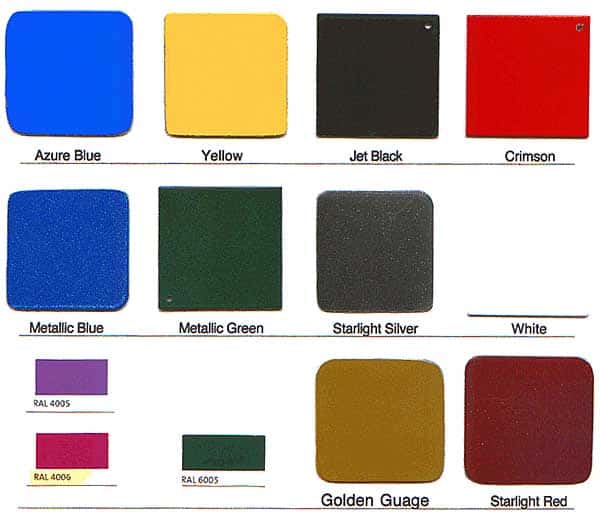 Azure Blue
Yellow
Jet Black
Crimson
Metallic Blue
Metallic Green
Starlight Silver
White
RAL 4005
RAL 4006
RAL 6005
Golden Guage
Starlight Red